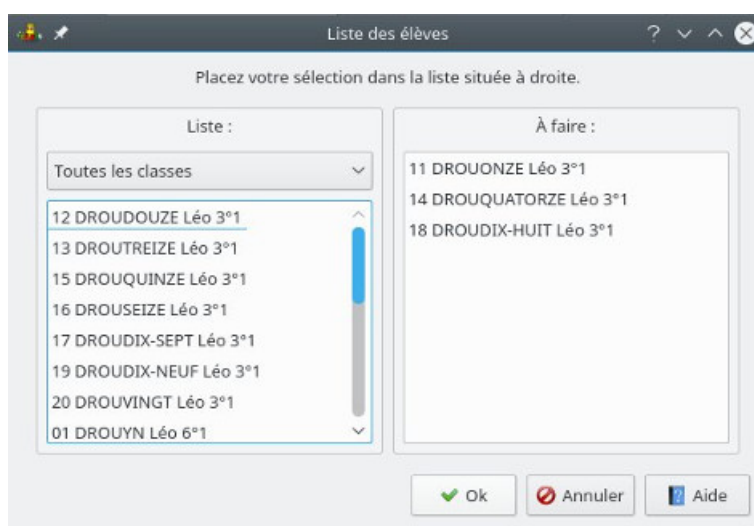 Liste des élèves
Placez votre sélection dans la liste située à droite.
Liste :
Toutes les classes
12 DROUDOUZE Léo 3°1
13 DROUTREIZE Léo 3°1
15 DROUQUINZE Léo 3°1
16 DROUSEIZE Léo 3°1
17 DROUDIX-SEPT Léo 3°1
19 DROUDIX-NEUF Léo 3°1
20 DROUVINGT Léo 3°1
01 DROUYN Léo 6°1
À faire :
11 DROUONZE Léo 3°1
14 DROUQUATORZE Léo 3°1
18 DROUDIX-HUIT Léo 3°1
Ok
Annuler
Aide